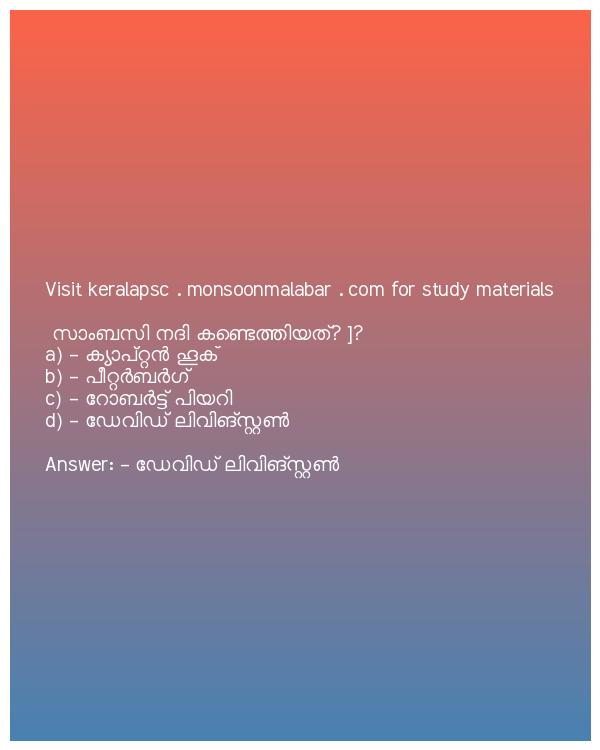 Visit keralapsc . monsoonmalabar . com for study materials
സാംബസി നദി കണ്ടെത്തിയത്? ]?
a) - ക്യാപ്റ്റൻ ഹൂക്
b) - പീറ്റർബർഗ്
c) - റോബർട്ട് പിയറി
d) - ഡേവിഡ് ലിവിങ്സ്റ്റൺ
Answer: - ഡേവിഡ് ലിവിങ്സ്റ്റൺ